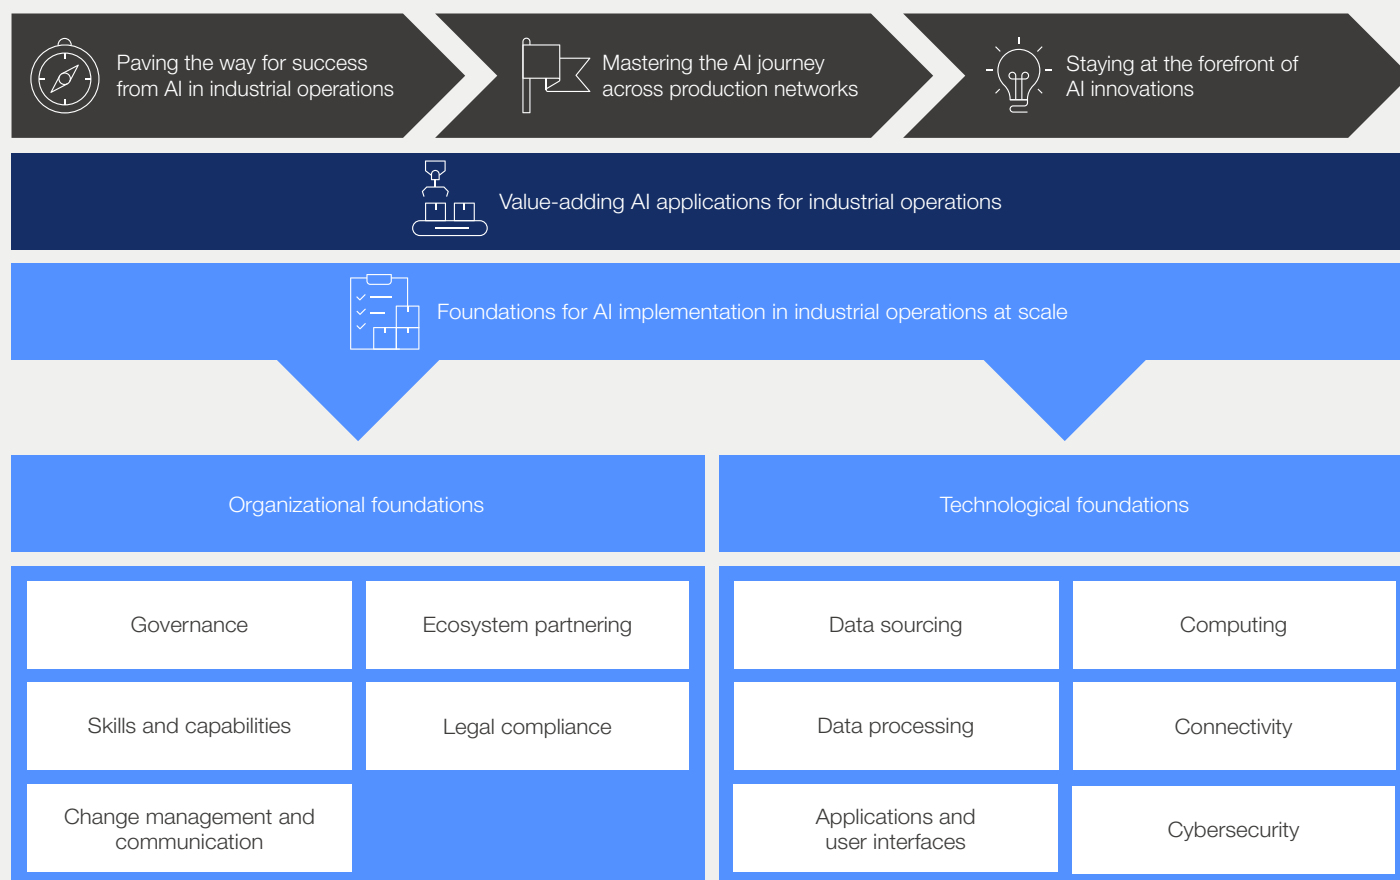 Paving the way for success
from AI in industrial operations
Mastering the AI journey
across production networks
Staying at the forefront of
AI innovations
Value-adding AI applications for industrial operations
Foundations for AI implementation in industrial operations at scale
Organizational foundations
Governance
Ecosystem partnering
Skills and capabilities
Legal compliance
Change management and
communication
Technological foundations
Data sourcing
Computing
Data processing
Connectivity
Applications and
user interfaces
Cybersecurity